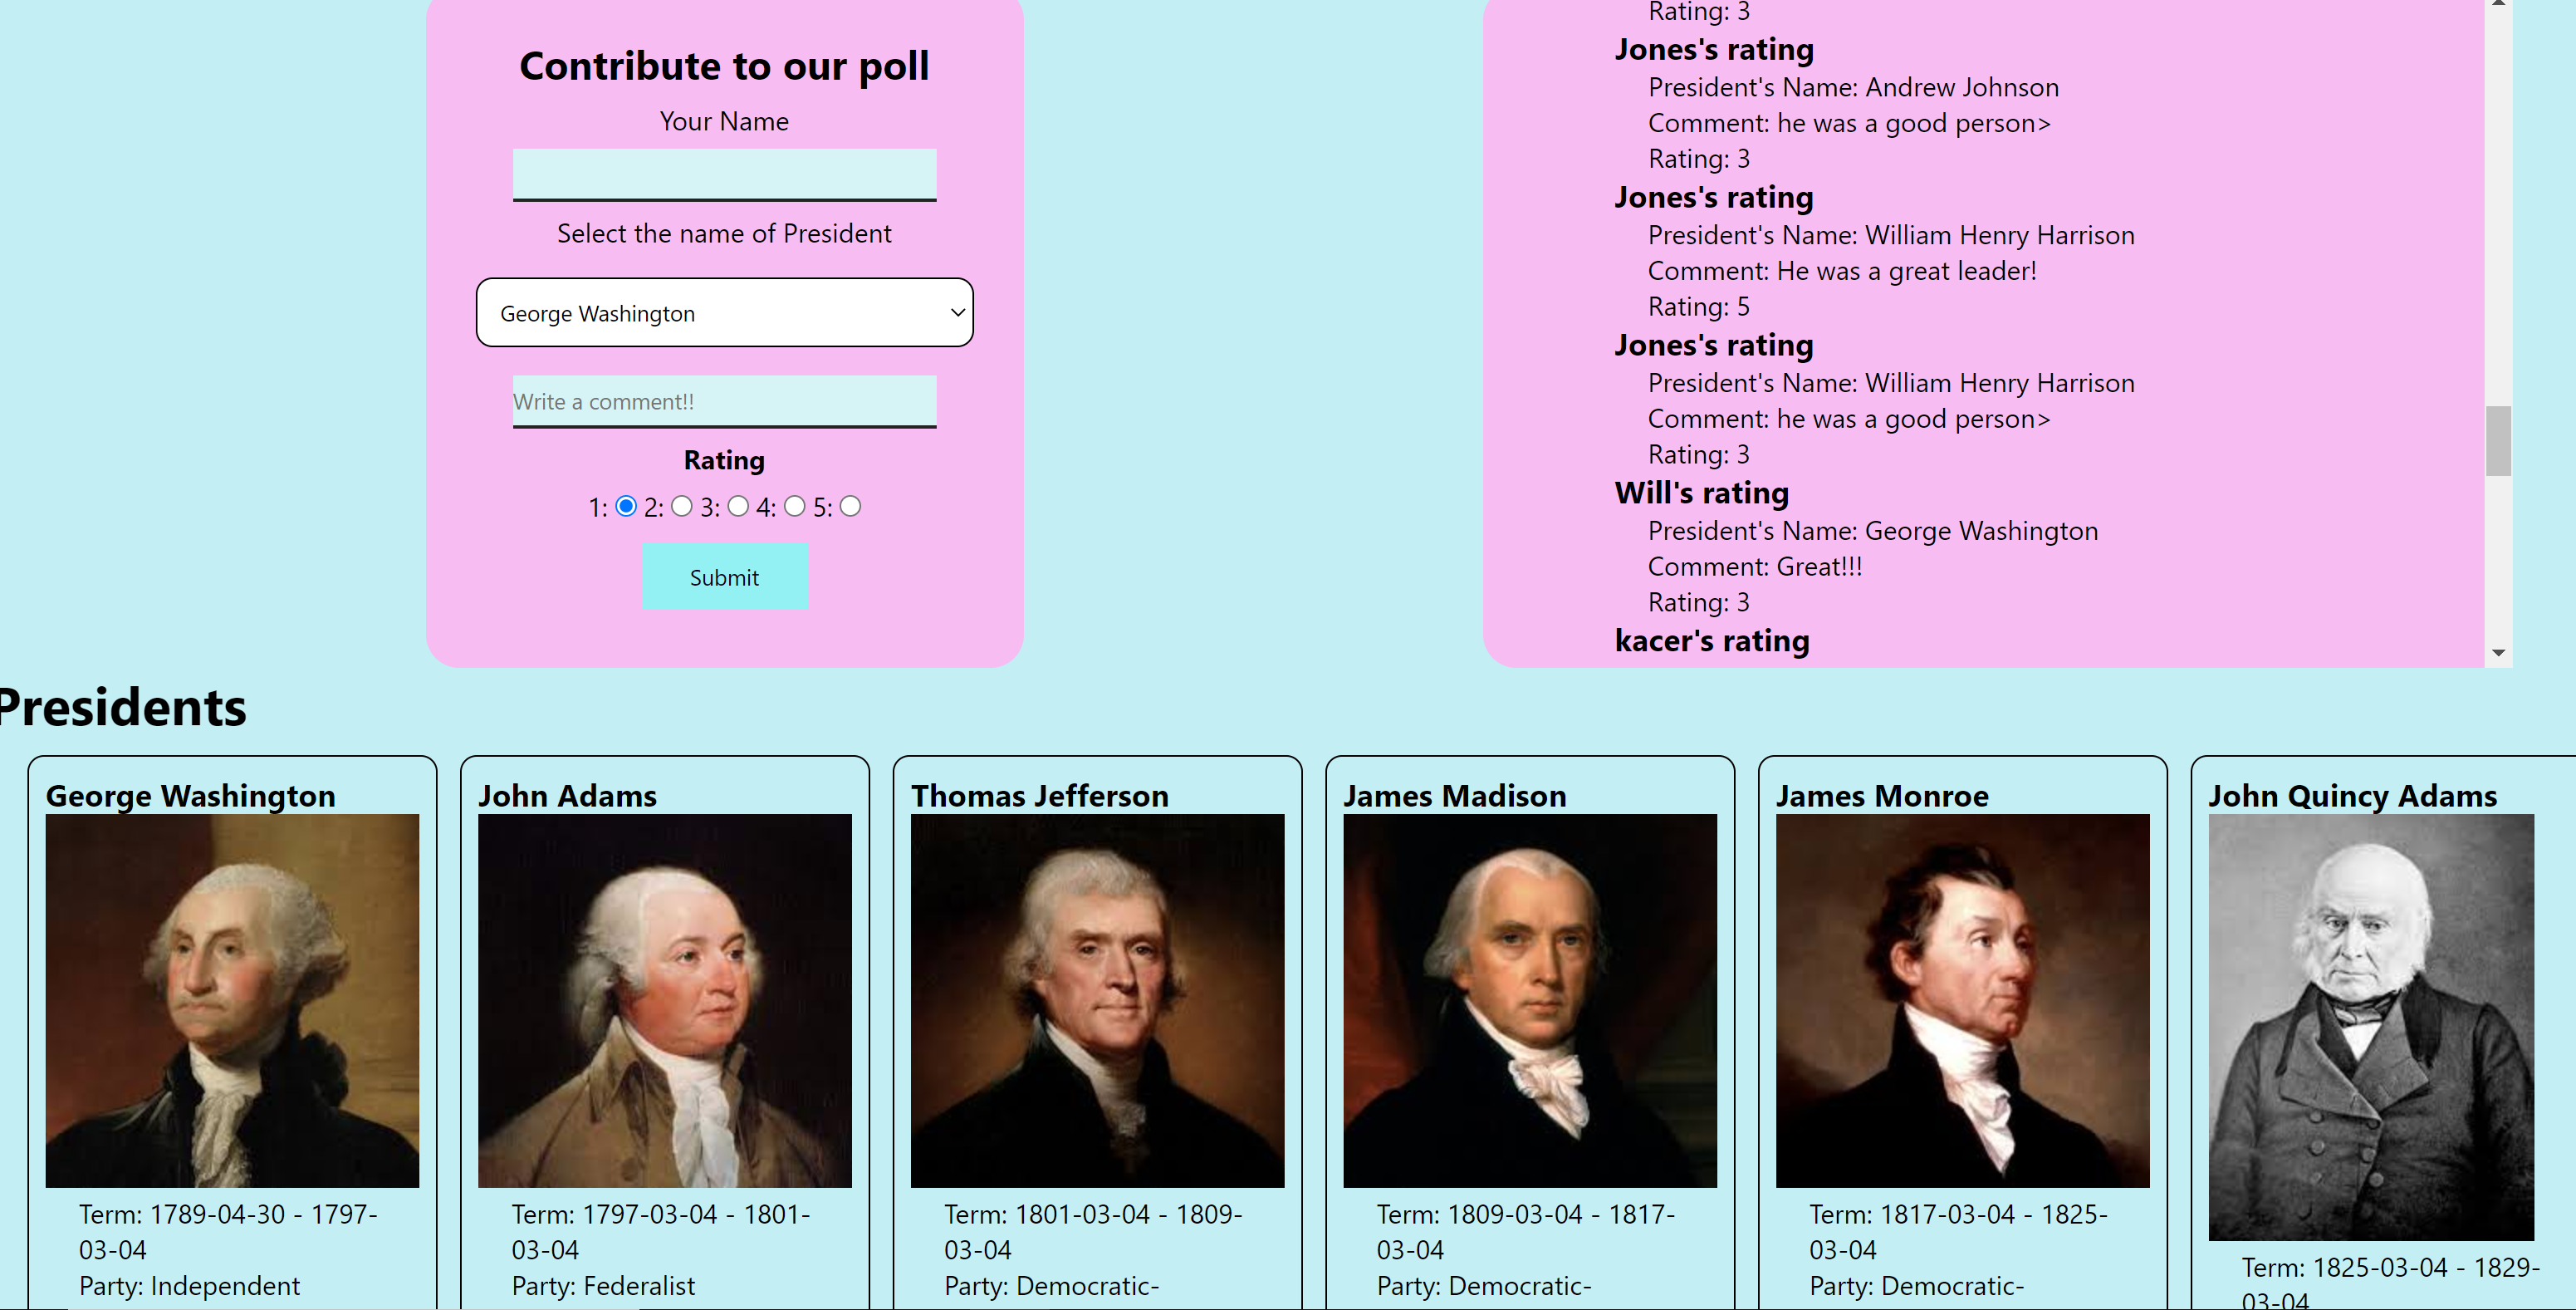 Contribute to our poll
Your Name
Select the name of President
George Washington
Write a comment!!
Rating
1: 2: 3: 4: 5:
Submit
Rating: 3
Jones's rating
President's Name: Andrew Johnson
Comment: he was a good person>
Rating: 3
Jones's rating
President's Name: William Henry Harrison
Comment: He was a great leader!
Rating: 5
Jones's rating
President's Name: William Henry Harrison
Comment: he was a good person>
Rating: 3
Will's rating
President's Name: George Washington
Comment: Great!!!
Rating: 3
kacer's rating
Presidents
George Washington
Term: 1789-04-30 - 1797-
03-04
Party: Independent
John Adams
Term: 1797-03-04 - 1801-
03-04
Party: Federalist
Thomas Jefferson
Term: 1801-03-04 - 1809-
03-04
Party: Democratic-
James Madison
Term: 1809-03-04 - 1817-
03-04
Party: Democratic-
James Monroe
Term: 1817-03-04 - 1825-
03-04
Party: Democratic-
John Quincy Adams
Term: 1825-03-04 - 1829-
03-04